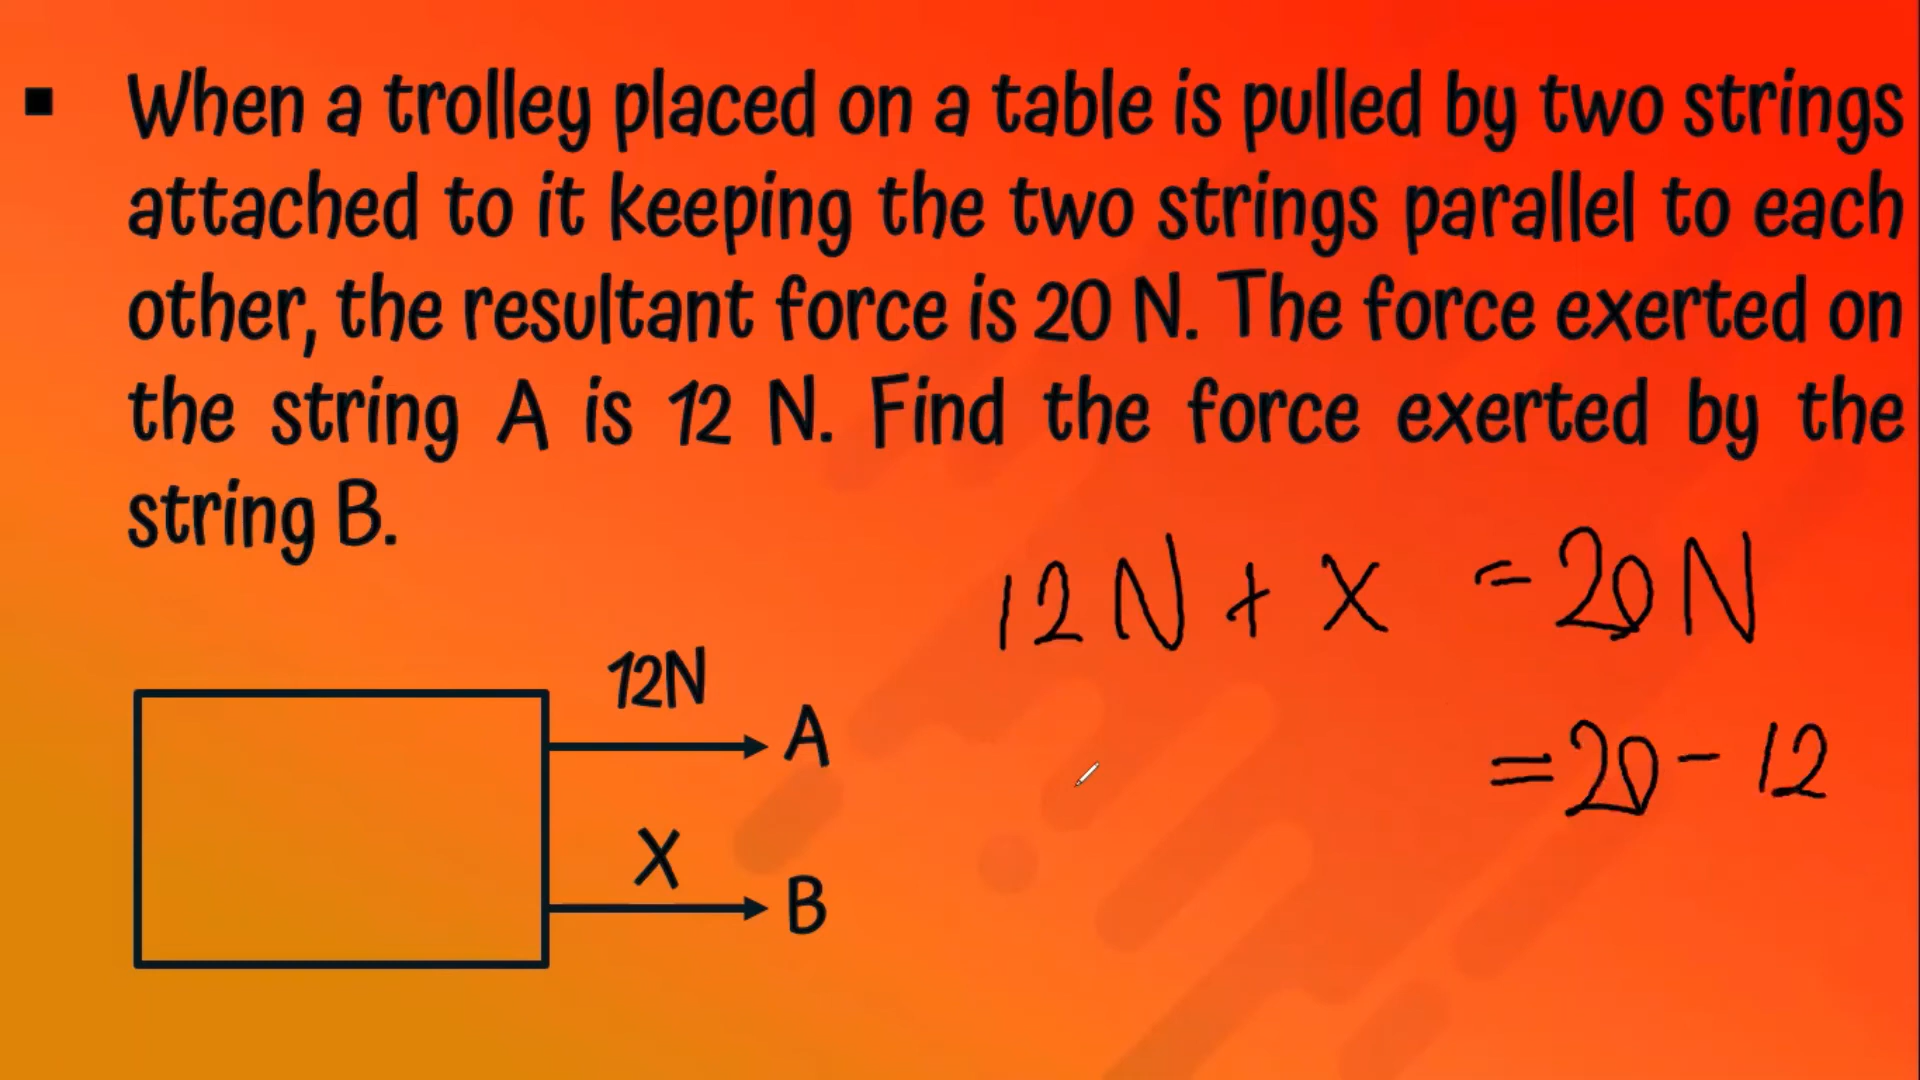 ▪ When a trolley placed on a table is pulled by two strings
attached to it keeping the two strings parallel to each
other, the resultant force is 20 N. The force exerted on
the string A is 12 N. Find the force exerted by the
string B.
12N + x = 20N
= 20 - 12
12N
A
X
B